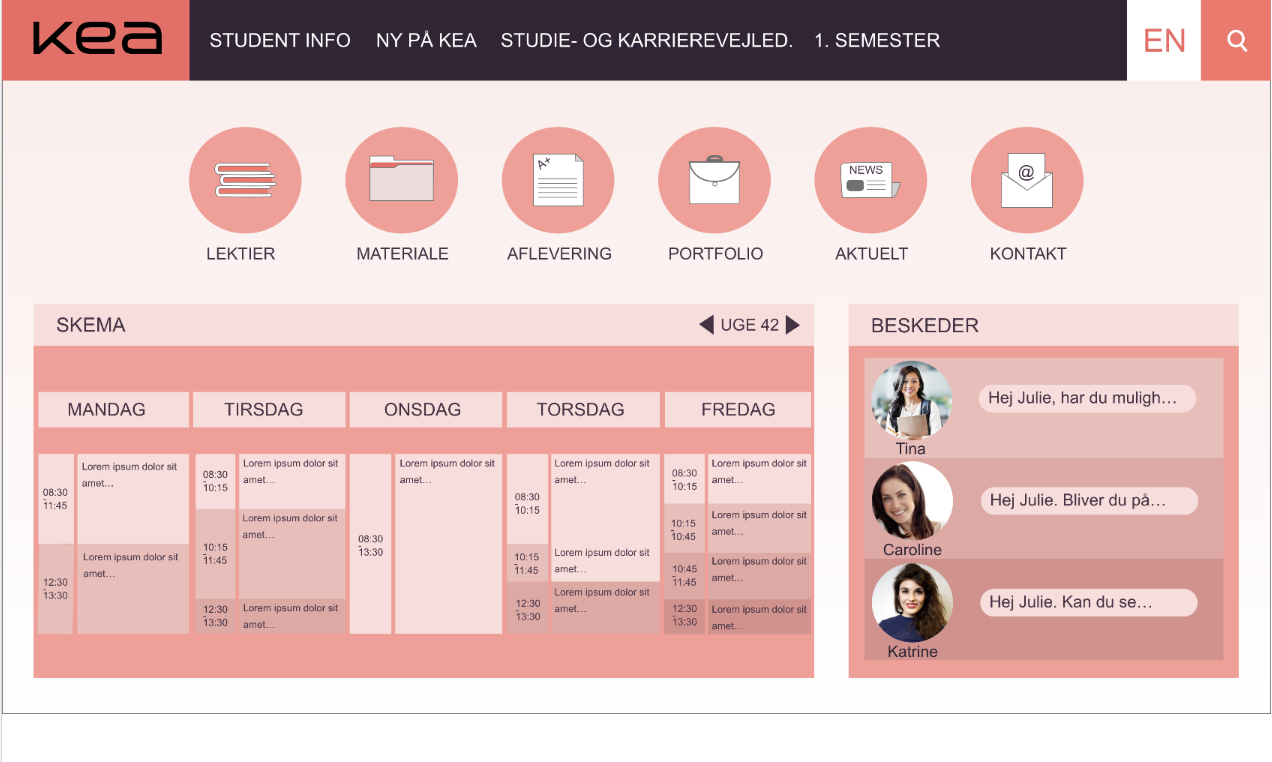 kea
STUDENT INFO NY PÅ KEA STUDIE- OG KARRIEREVEJLED. 1. SEMESTER EN
A+
NEWS
@
LEKTIER MATERIALE AFLEVERING PORTFOLIO AKTUELT KONTAKT
SKEMA UGE 42
MANDAG TIRSDAG ONSDAG TORSDAG FREDAG
08:30
-
11:45
Lorem ipsum dolor sit
amet...
12:30
-
13:30
Lorem ipsum dolor sit
amet...
08:30
-
10:15
Lorem ipsum dolor sit
amet...
10:15
-
11:45
Lorem ipsum dolor sit
amet...
12:30
-
13:30
Lorem ipsum dolor sit
amet...
08:30
-
13:30
Lorem ipsum dolor sit
amet...
08:30
-
10:15
Lorem ipsum dolor sit
amet...
10:15
-
11:45
Lorem ipsum dolor sit
amet...
12:30
-
13:30
Lorem ipsum dolor sit
amet...
08:30
-
10:15
Lorem ipsum dolor sit
amet...
10:15
-
10:45
Lorem ipsum dolor sit
amet...
10:45
-
11:45
Lorem ipsum dolor sit
amet...
12:30
-
13:30
Lorem ipsum dolor sit
amet...
BESKEDER
Hej Julie, har du muligh...
Tina
Hej Julie. Bliver du på...
Caroline
Hej Julie. Kan du se...
Katrine